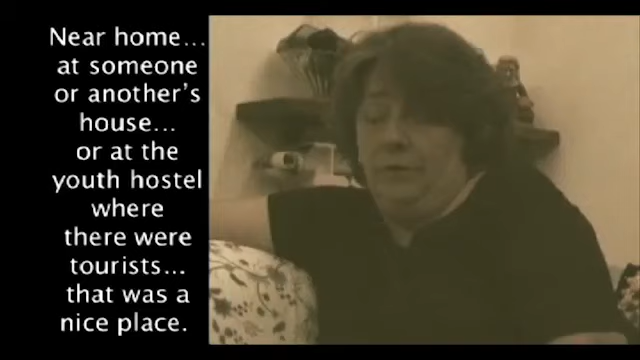 Near home...
at someone
or another's
house...
or at the
youth hostel
where
there were
tourists...
that was a
nice place.